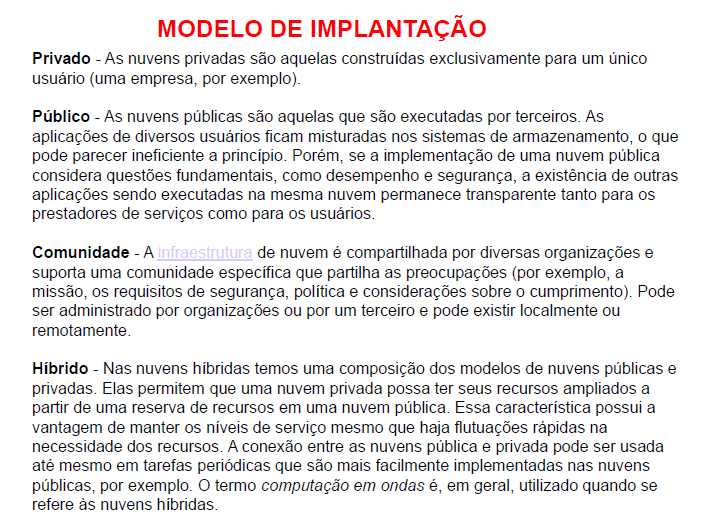 MODELO DE IMPLANTAÇÃO
Privado - As nuvens privadas são aquelas construídas exclusivamente para um único
usuário (uma empresa, por exemplo).
Público - As nuvens públicas são aquelas que são executadas por terceiros. As
aplicações de diversos usuários ficam misturadas nos sistemas de armazenamento, o que
pode parecer ineficiente a princípio. Porém, se a implementação de uma nuvem pública
considera questões fundamentais, como desempenho e segurança, a existência de outras
aplicações sendo executadas na mesma nuvem permanece transparente tanto para os
prestadores de serviços como para os usuários.
Comunidade - A infraestrutura de nuvem é compartilhada por diversas organizações e
suporta uma comunidade específica que partilha as preocupações (por exemplo, a
missão, os requisitos de segurança, política e considerações sobre o cumprimento). Pode
ser administrado por organizações ou por um terceiro e pode existir localmente ou
remotamente.
Híbrido - Nas nuvens híbridas temos uma composição dos modelos de nuvens públicas e
privadas. Elas permitem que uma nuvem privada possa ter seus recursos ampliados a
partir de uma reserva de recursos em uma nuvem pública. Essa característica possui a
vantagem de manter os níveis de serviço mesmo que haja flutuações rápidas na
necessidade dos recursos. A conexão entre as nuvens pública e privada pode ser usada
até mesmo em tarefas periódicas que são mais facilmente implementadas nas nuvens
públicas, por exemplo. O termo computação em ondas é, em geral, utilizado quando se
refere às nuvens híbridas.